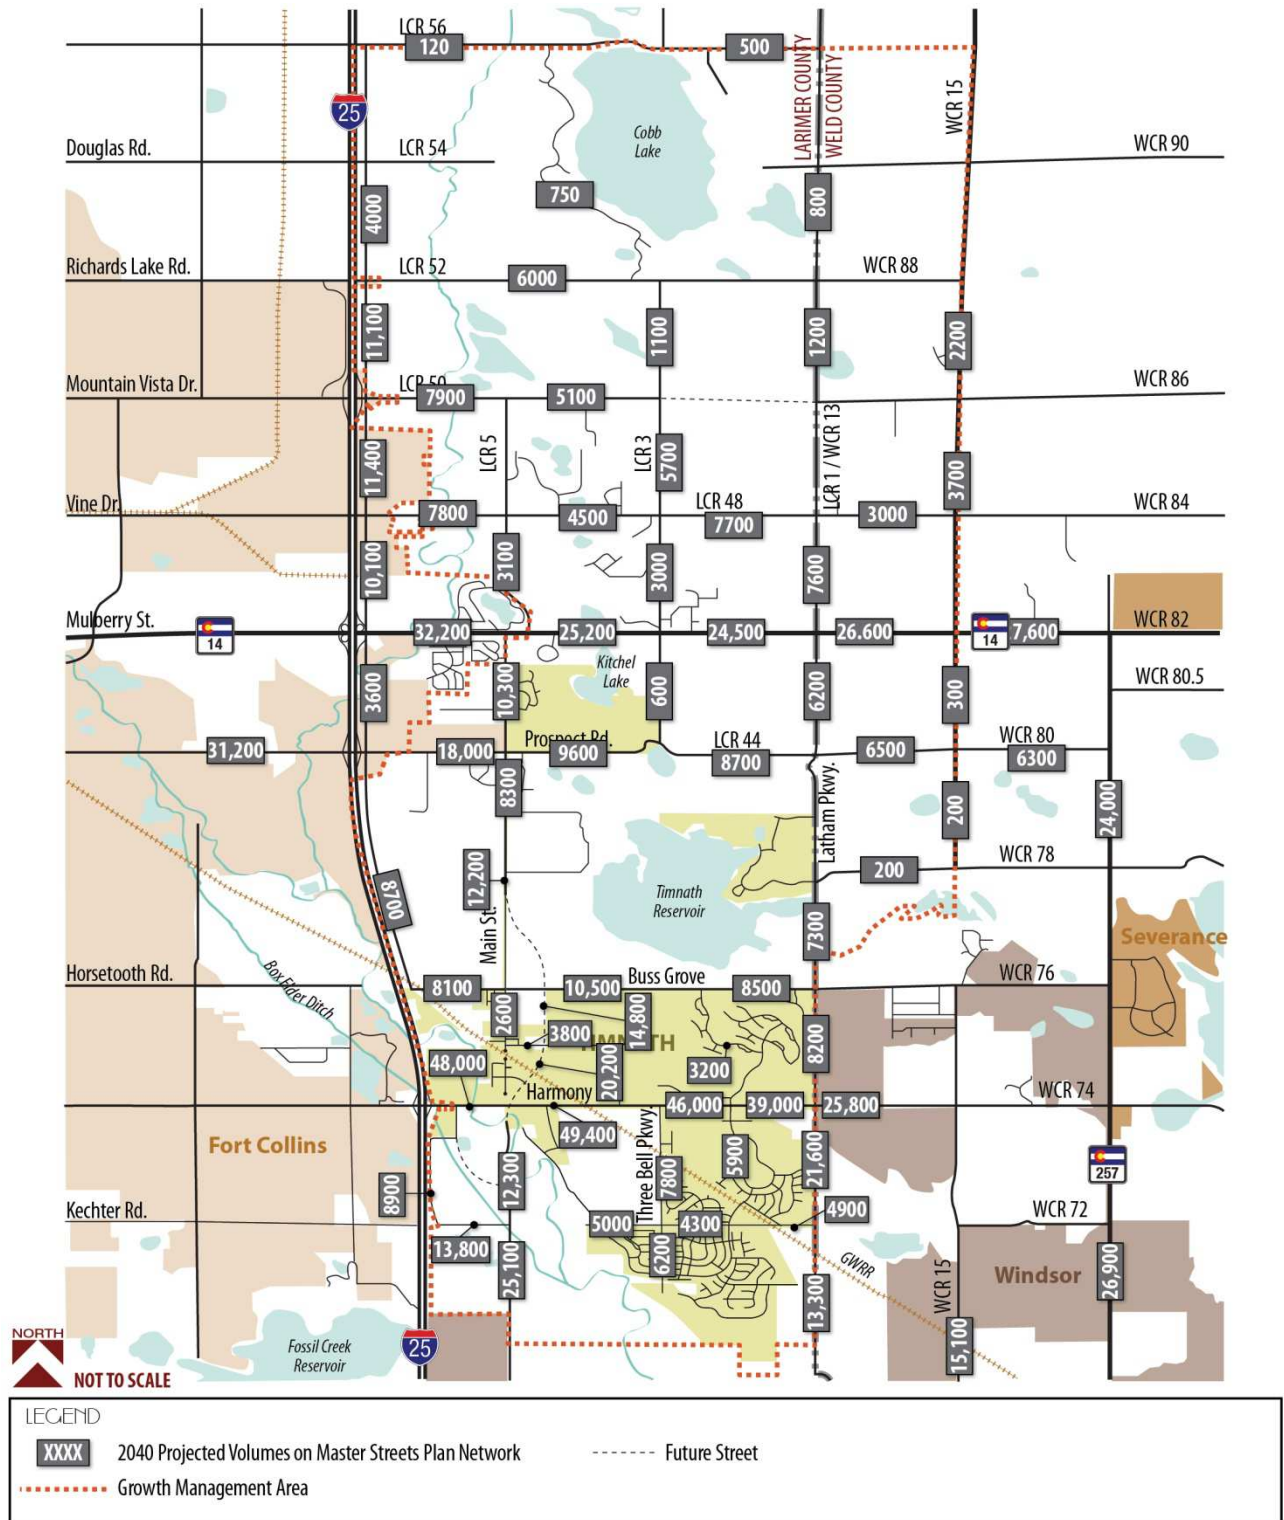 LCR 56
120
500
LARIMER COUNTY
WELD COUNTY
WCR 15
25
Cobb
Lake
Douglas Rd.
LCR 54
WCR 90
4000
750
800
Richards Lake Rd.
LCR 52
6000
WCR 88
11,100
1100
1200
2200
Mountain Vista Dr.
LCR 50
7900
5100
WCR 86
LCR 5
LCR 3
LCR 1 / WCR 13
11,400
5700
3700
Vine Dr.
7800
4500
LCR 48
7700
3000
WCR 84
10,100
3100
3000
7600
Mulberry St.
14
32,200
25,200
24,500
26.600
14
7,600
WCR 82
Kitchel
Lake
3600
10,300
600
6200
300
WCR 80.5
31,200
18,000
Prospect Rd.
9600
LCR 44
8700
6500
WCR 80
6300
8300
Latham Pkwy.
200
24,000
12,200
200
WCR 78
8700
Main St.
Timnath
Reservoir
7300
Severance
Horsetooth Rd.
Box Elder Ditch
8100
10,500
Buss Grove
8500
WCR 76
2600
14,800
3800
TIMNATH
8200
48,000
20,200
3200
Harmony
46,000
39,000
25,800
WCR 74
Fort Collins
49,400
Three Bell Pkwy.
5900
21,600
257
8900
12,300
7800
4900
Kechter Rd.
5000
4300
WCR 72
13,800
25,100
6200
GWRR
WCR 15
Windsor
26,900
13,300
15,100
NORTH
NOT TO SCALE
Fossil Creek
Reservoir
25
LEGEND
XXXX 2040 Projected Volumes on Master Streets Plan Network
Future Street
Growth Management Area